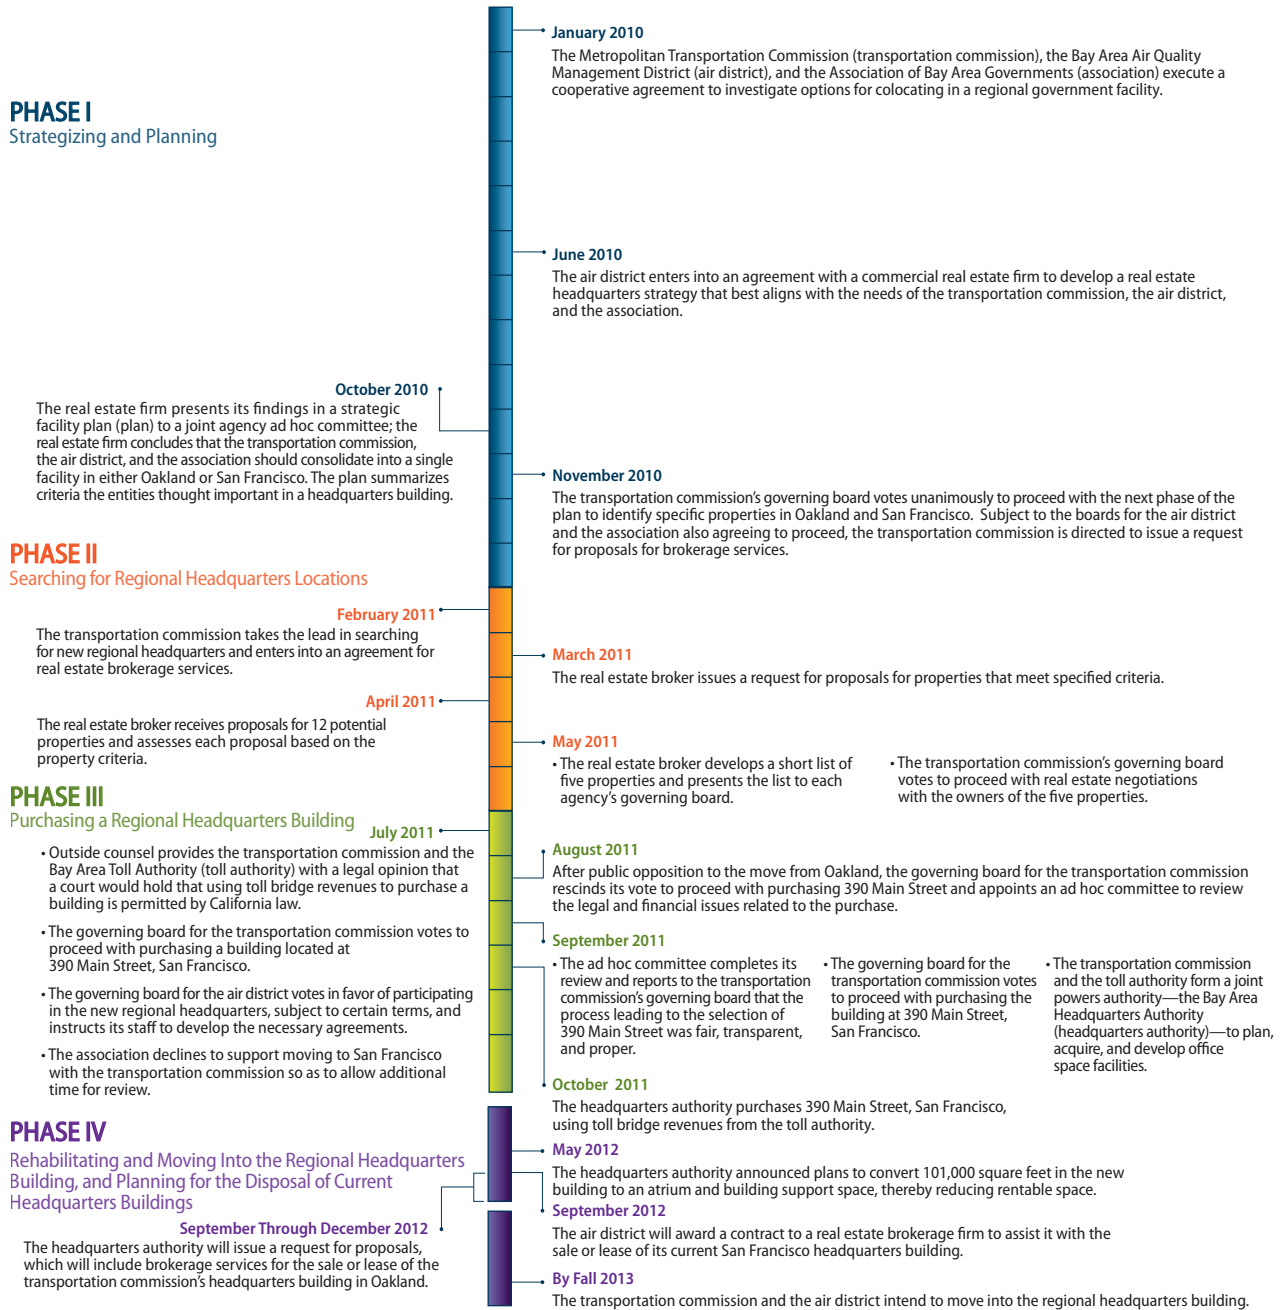 January 2010
The Metropolitan Transportation Commission (transportation commission), the Bay Area Air Quality
Management District (air district), and the Association of Bay Area Governments (association) execute a
cooperative agreement to investigate options for colocating in a regional government facility.
PHASE I
Strategizing and Planning
June 2010
The air district enters into an agreement with a commercial real estate firm to develop a real estate
headquarters strategy that best aligns with the needs of the transportation commission, the air district,
and the association.
October 2010
The real estate firm presents its findings in a strategic
facility plan (plan) to a joint agency ad hoc committee; the
real estate firm concludes that the transportation commission,
the air district, and the association should consolidate into a single
facility in either Oakland or San Francisco. The plan summarizes
criteria the entities thought important in a headquarters building.
November 2010
The transportation commission's governing board votes unanimously to proceed with the next phase of the
plan to identify specific properties in Oakland and San Francisco. Subject to the boards for the air district
and the association also agreeing to proceed, the transportation commission is directed to issue a request
for proposals for brokerage services.
PHASE II
Searching for Regional Headquarters Locations
February 2011
The transportation commission takes the lead in searching
for new regional headquarters and enters into an agreement for
real estate brokerage services.
March 2011
The real estate broker issues a request for proposals for properties that meet specified criteria.
April 2011
The real estate broker receives proposals for 12 potential
properties and assesses each proposal based on the
property criteria.
May 2011
• The real estate broker develops a short list of
five properties and presents the list to each
agency's governing board.
• The transportation commission's governing board
votes to proceed with real estate negotiations
with the owners of the five properties.
PHASE III
Purchasing a Regional Headquarters Building
July 2011
• Outside counsel provides the transportation commission and the
Bay Area Toll Authority (toll authority) with a legal opinion that
a court would hold that using toll bridge revenues to purchase a
building is permitted by California law.
• The governing board for the transportation commission votes to
proceed with purchasing a building located at
390 Main Street, San Francisco.
• The governing board for the air district votes in favor of participating
in the new regional headquarters, subject to certain terms, and
instructs its staff to develop the necessary agreements.
• The association declines to support moving to San Francisco
with the transportation commission so as to allow additional
time for review.
August 2011
After public opposition to the move from Oakland, the governing board for the transportation commission
rescinds its vote to proceed with purchasing 390 Main Street and appoints an ad hoc committee to review
the legal and financial issues related to the purchase.
September 2011
• The ad hoc committee completes its
review and reports to the transportation
commission's governing board that the
process leading to the selection of
390 Main Street was fair, transparent,
and proper.
• The governing board for the
transportation commission votes
to proceed with purchasing the
building at 390 Main Street,
San Francisco.
• The transportation commission
and the toll authority form a joint
powers authority—the Bay Area
Headquarters Authority
(headquarters authority)—to plan,
acquire, and develop office
space facilities.
October 2011
The headquarters authority purchases 390 Main Street, San Francisco,
using toll bridge revenues from the toll authority.
PHASE IV
Rehabilitating and Moving Into the Regional Headquarters
Building, and Planning for the Disposal of Current
Headquarters Buildings
May 2012
The headquarters authority announced plans to convert 101,000 square feet in the new
building to an atrium and building support space, thereby reducing rentable space.
September 2012
The air district will award a contract to a real estate brokerage firm to assist it with the
sale or lease of its current San Francisco headquarters building.
September Through December 2012
The headquarters authority will issue a request for proposals,
which will include brokerage services for the sale or lease of the
transportation commission's headquarters building in Oakland.
By Fall 2013
The transportation commission and the air district intend to move into the regional headquarters building.